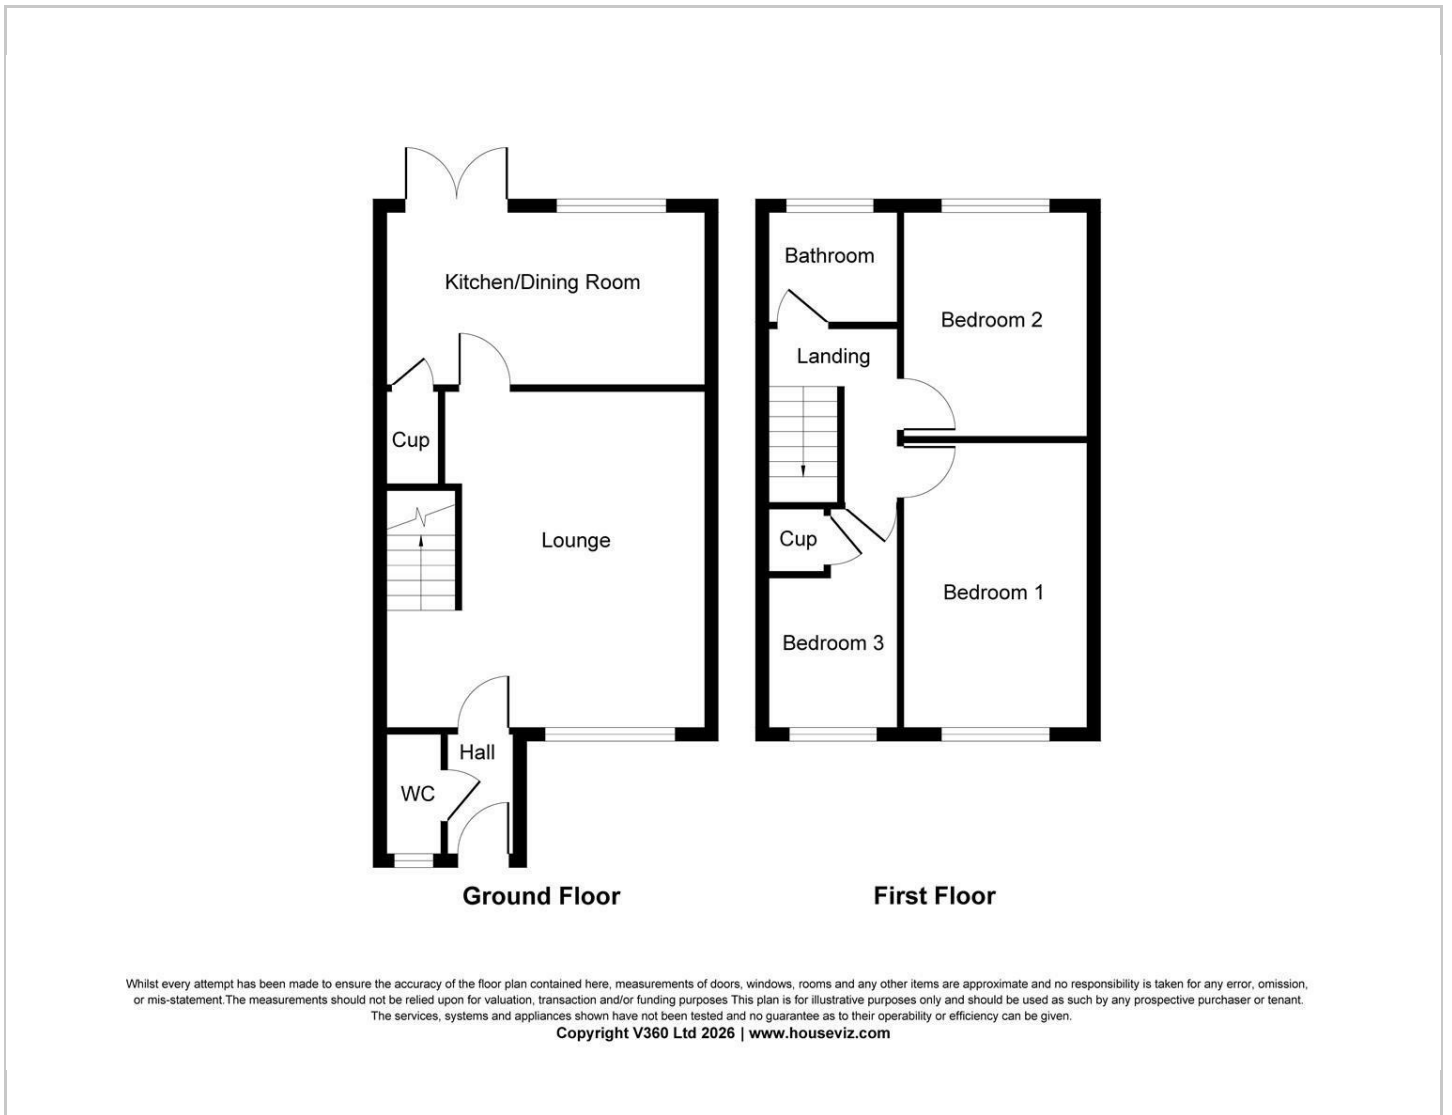 Kitchen/Dining Room
Cup
Lounge
Hall
WC
Ground Floor
Bathroom
Bedroom 2
Landing
Cup
Bedroom 1
Bedroom 3
First Floor
Whilst every attempt has been made to ensure the accuracy of the floor plan contained here, measurements of doors, windows, rooms and any other items are approximate and no responsibility is taken for any error, omission,
or mis-statement.The measurements should not be relied upon for valuation, transaction and/or funding purposes This plan is for illustrative purposes only and should be used as such by any prospective purchaser or tenant.
The services, systems and appliances shown have not been tested and no guarantee as to their operability or efficiency can be given.
Copyright V360 Ltd 2026 | www.houseviz.com